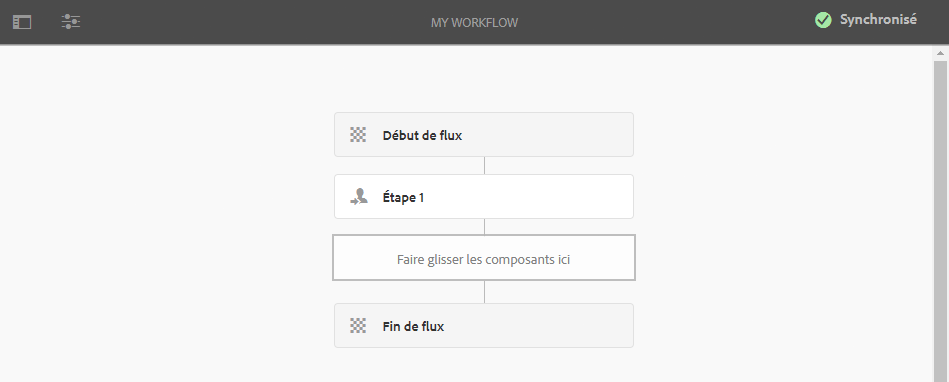 MY WORKFLOW
Synchronisé
Début de flux
Étape 1
Faire glisser les composants ici
Fin de flux